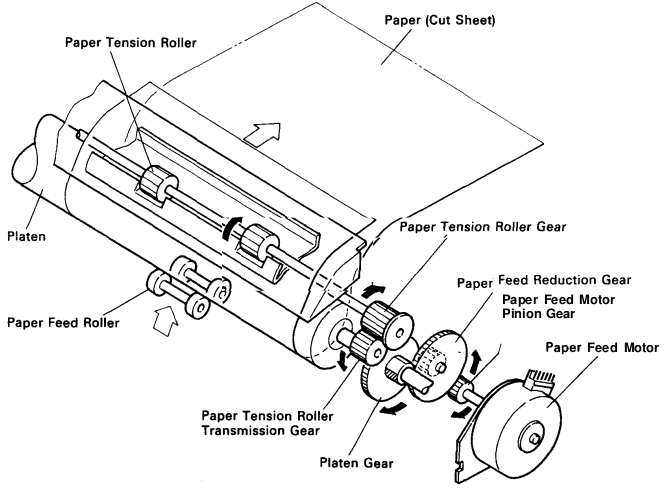 Paper (Cut Sheet)
Paper Tension Roller
Platen
Paper Tension Roller Gear
Paper Feed Reduction Gear
Paper Feed Motor
Pinion Gear
Paper Feed Roller
Paper Feed Motor
Paper Tension Roller
Transmission Gear
Platen Gear